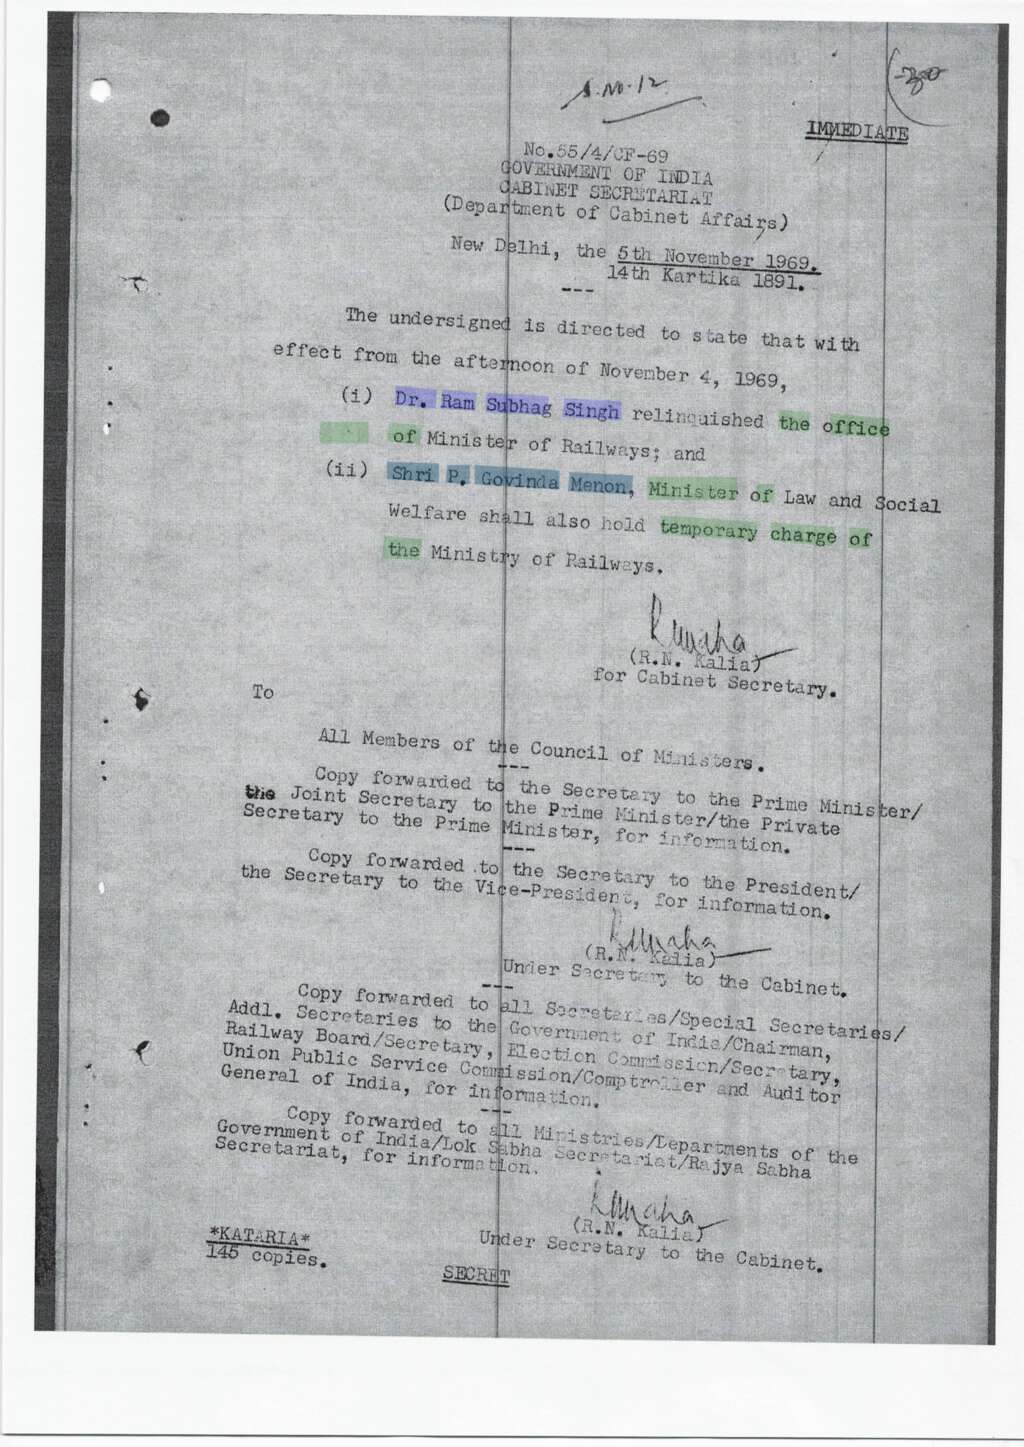 S.No.12
IMMEDIATE
No.55/4/CF-69
GOVERNMENT OF INDIA
CABINET SECRETARIAT
(Department of Cabinet Affairs)
New Delhi, the 5th November 1969.
14th Kartika 1891.
---
The undersigned is directed to state that with
effect from the afternoon of November 4, 1969,
(i) Dr. Ram Subhag Singh relinquished the office
of Minister of Railways; and
(ii) Shri P. Govinda Menon, Minister of Law and Social
Welfare shall also hold temporary charge of
the Ministry of Railways.
(R.N. Kalia)
for Cabinet Secretary.
To
All Members of the Council of Ministers.
---
Copy forwarded to the Secretary to the Prime Minister/
the Joint Secretary to the Prime Minister/the Private
Secretary to the Prime Minister, for information.
---
Copy forwarded .to the Secretary to the President/
the Secretary to the Vice-President, for information.
(R.N. Kalia)
Under Secretary to the Cabinet.
---
Copy forwarded to all Secretaries/Special Secretaries/
Addl. Secretaries to the Government of India/Chairman,
Railway Board/Secretary, Election Commission/Secretary,
Union Public Service Commission/Comptroller and Auditor
General of India, for information.
---
Copy forwarded to all Ministries/Departments of the
Government of India/Lok Sabha Secretariat/Rajya Sabha
Secretariat, for information.
(R.N. Kalia)
Under Secretary to the Cabinet.
*KATARIA*
145 copies.
SECRET